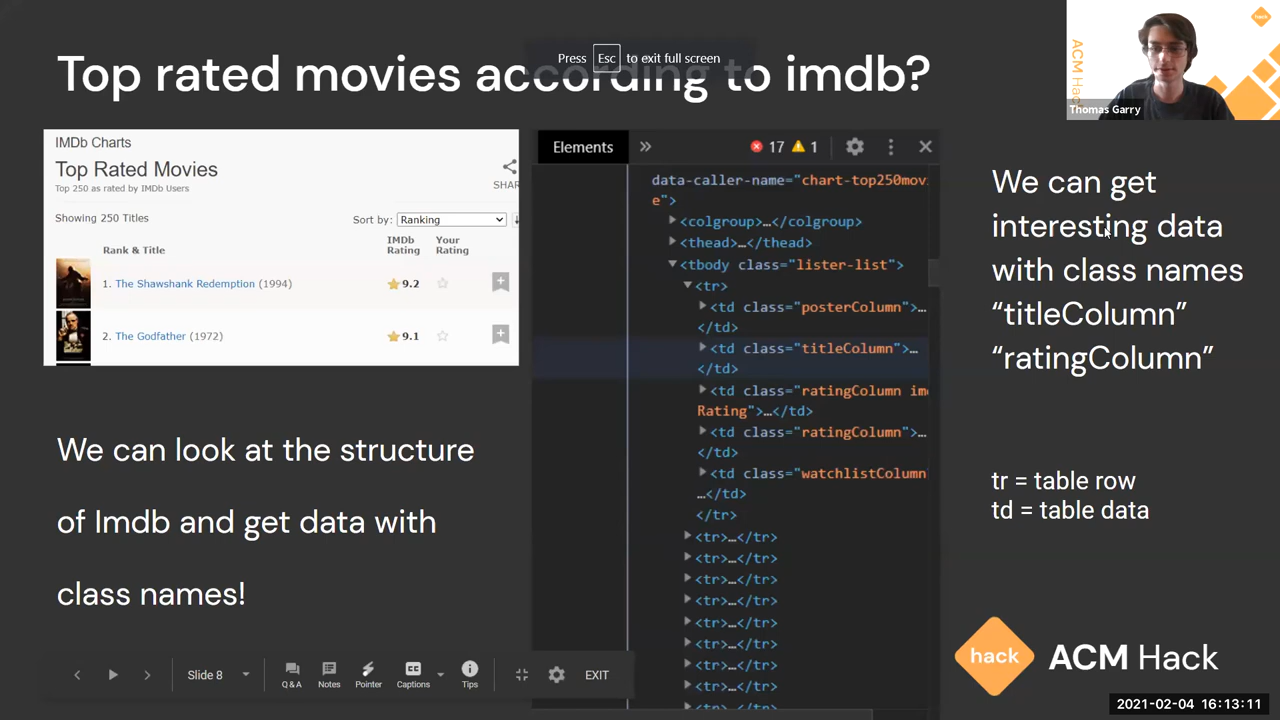 Top rated movies according to imdb?
Press Esc to exit full screen
hack
ACM Hac
Thomas Garry
IMDb Charts
Top Rated Movies
Top 250 as rated by IMDb Users
SHAR
Showing 250 Titles
Sort by: Ranking
Rank & Title
IMDb
Rating
Your
Rating
1. The Shawshank Redemption (1994)
9.2
2. The Godfather (1972)
9.1
Elements
»
17
1
data-caller-name="chart-top250mov
e">
<colgroup>…</colgroup>
<thead>…</thead>
<tbody class="lister-list">
<tr>
<td class="posterColumn">…
</td>
<td class="titleColumn">…
</td>
<td class="ratingColumn im
Rating">…</td>
<td class="ratingColumn">…
</td>
<td class="watchlistColumn
…</td>
</tr>
<tr>…</tr>
<tr>…</tr>
<tr>…</tr>
<tr>…</tr>
<tr>…</tr>
<tr>…</tr>
<tr>…</tr>
<tr>…</tr>
We can get
interesting data
with class names
“titleColumn”
“ratingColumn”
tr = table row
td = table data
We can look at the structure
of Imdb and get data with
class names!
Slide 8
Q & A
Notes
Pointer
CC
Captions
Tips
EXIT
hack
ACM Hack
2021-02-04 16:13:11